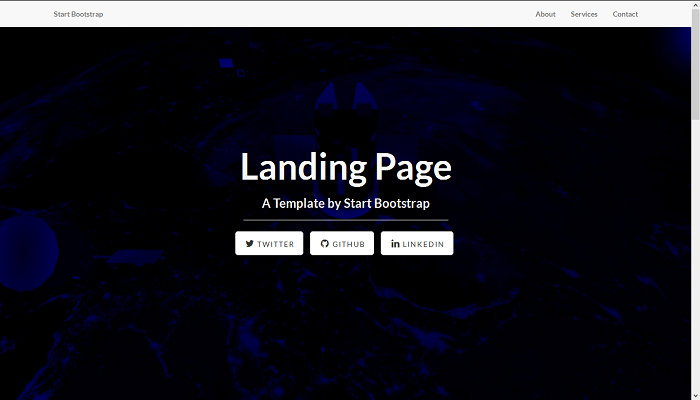 Start Bootstrap About Services Contact
Landing Page
A Template by Start Bootstrap
TWITTER GITHUB LINKEDIN